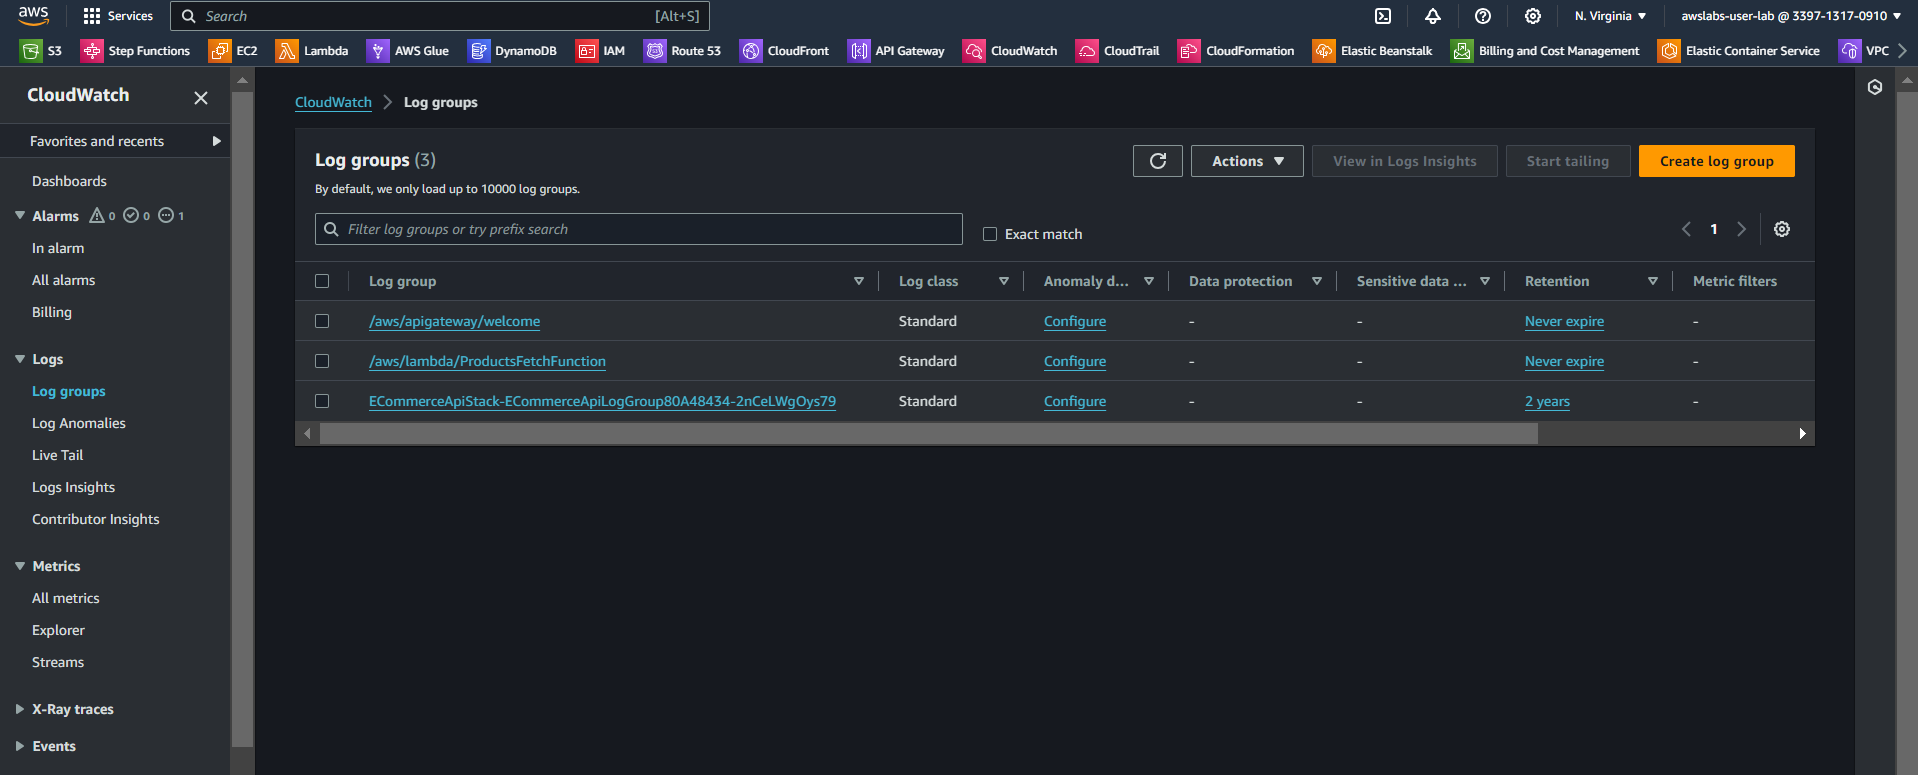 aws
Services
Search [Alt+S]
N. Virginia
awslabs-user-lab @ 3397-1317-0910
S3 Step Functions EC2 Lambda AWS Glue DynamoDB IAM Route 53 CloudFront API Gateway CloudWatch CloudTrail CloudFormation Elastic Beanstalk Billing and Cost Management Elastic Container Service VPC
CloudWatch
Favorites and recents
Dashboards
Alarms 0 0 1
In alarm
All alarms
Billing
Logs
Log groups
Log Anomalies
Live Tail
Logs Insights
Contributor Insights
Metrics
All metrics
Explorer
Streams
X-Ray traces
Events
CloudWatch Log groups
Log groups (3)
By default, we only load up to 10000 log groups.
Actions View in Logs Insights Start tailing Create log group
Filter log groups or try prefix search
Exact match
1
Log group Log class Anomaly d... Data protection Sensitive data ... Retention Metric filters
/aws/apigateway/welcome Standard Configure - - Never expire -
/aws/lambda/ProductsFetchFunction Standard Configure - - Never expire -
ECommerceApiStack-ECommerceApiLogGroup80A48434-2nCeLWgOys79 Standard Configure - - 2 years -